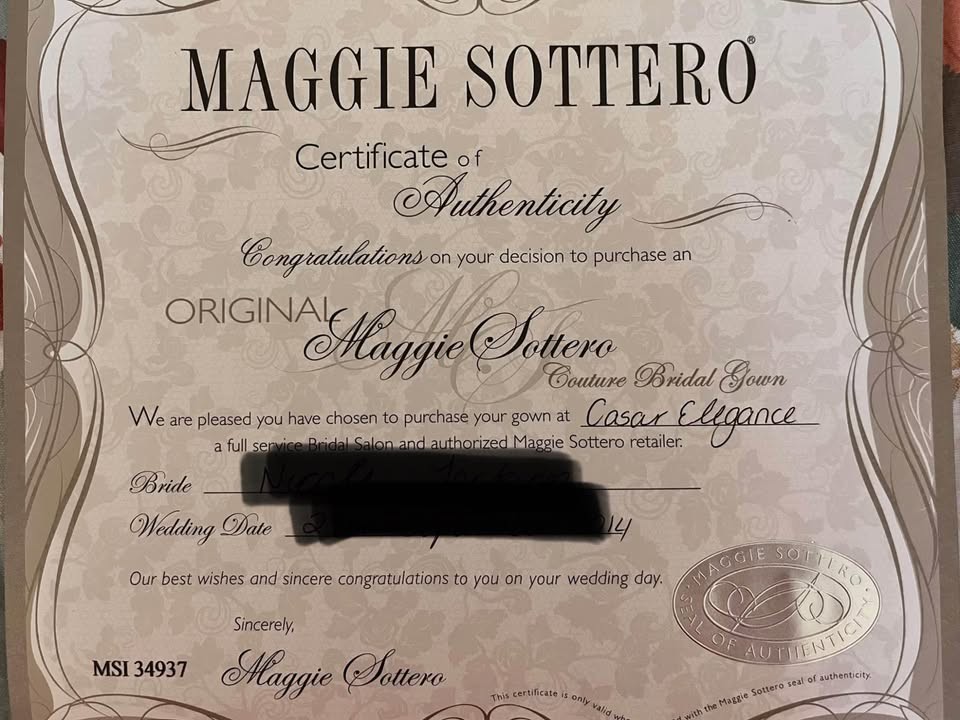 MAGGIE SOTTERO®
Certificate of
Authenticity
Congratulations on your decision to purchase an
ORIGINAL
Maggie Sottero
Couture Bridal Gown
We are pleased you have chosen to purchase your gown at Casar Elegance
a full service Bridal Salon and authorized Maggie Sottero retailer.
Bride
Wedding Date
Our best wishes and sincere congratulations to you on your wedding day.
Sincerely,
MSI 34937 Maggie Sottero
MAGGIE SOTTERO
SEAL OF AUTHENTICITY
This certificate is only valid with the Maggie Sottero seal of authenticity.